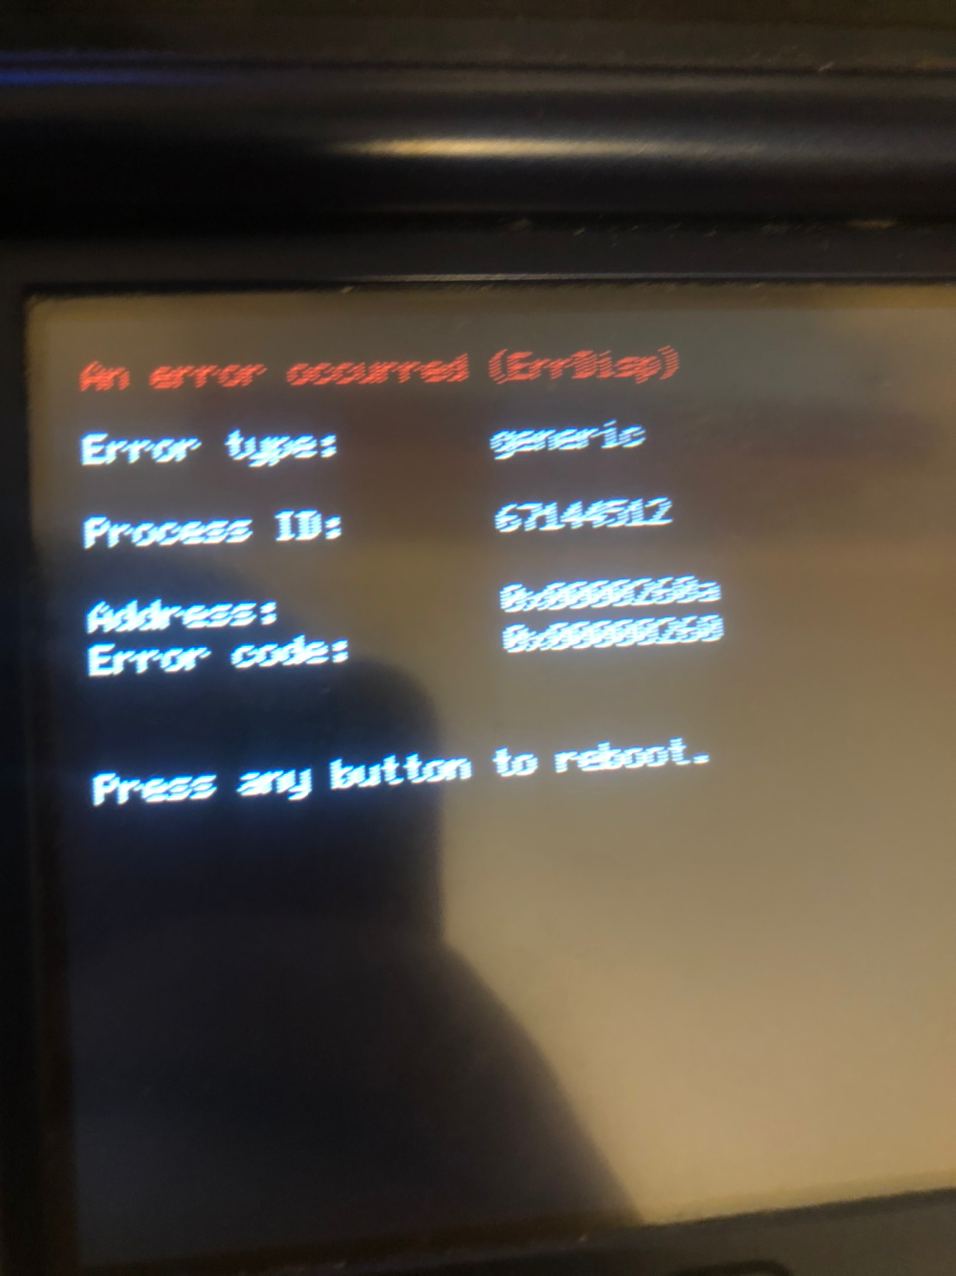 An error occurred (ErrDisp)
Error type: generic
Process ID: 67144512
Address:
Error code:
Press any button to reboot.